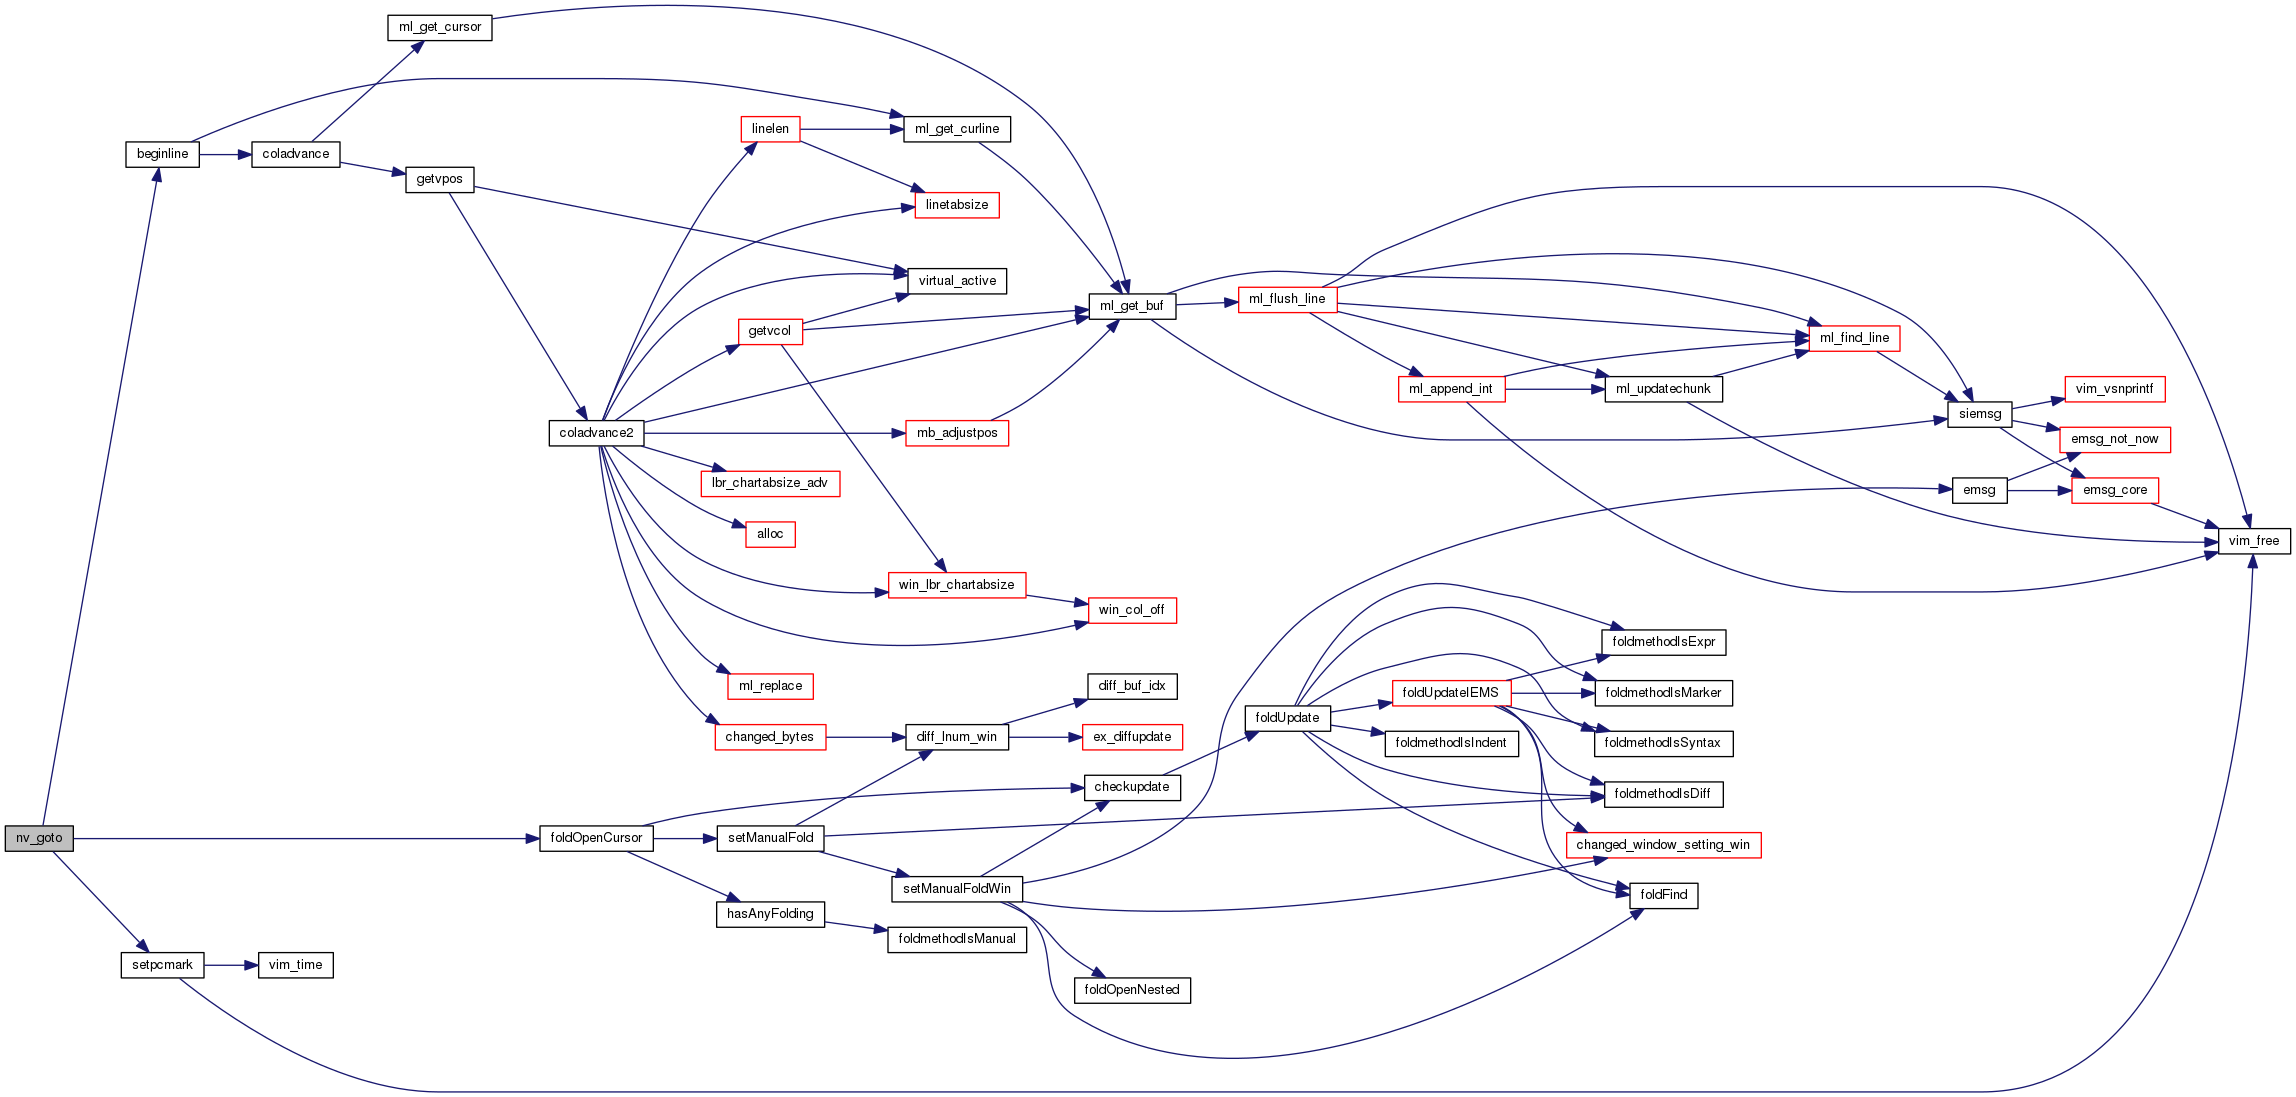 ml_get_cursor
linelen
ml_get_curline
beginline
coladvance
getvpos
linetabsize
virtual_active
ml_get_buf
ml_flush_line
getvcol
ml_find_line
ml_append_int
ml_updatechunk
vim_vsnprintf
siemsg
coladvance2
mb_adjustpos
emsg_not_now
lbr_chartabsize_adv
emsg
emsg_core
alloc
vim_free
win_lbr_chartabsize
win_col_off
foldmethodIsExpr
ml_replace
diff_buf_idx
foldUpdateIEMS
foldmethodIsMarker
foldUpdate
changed_bytes
diff_lnum_win
ex_diffupdate
foldmethodIsIndent
foldmethodIsSyntax
checkupdate
foldmethodIsDiff
nv_goto
foldOpenCursor
setManualFold
changed_window_setting_win
setManualFoldWin
foldFind
hasAnyFolding
foldmethodIsManual
setpcmark
vim_time
foldOpenNested